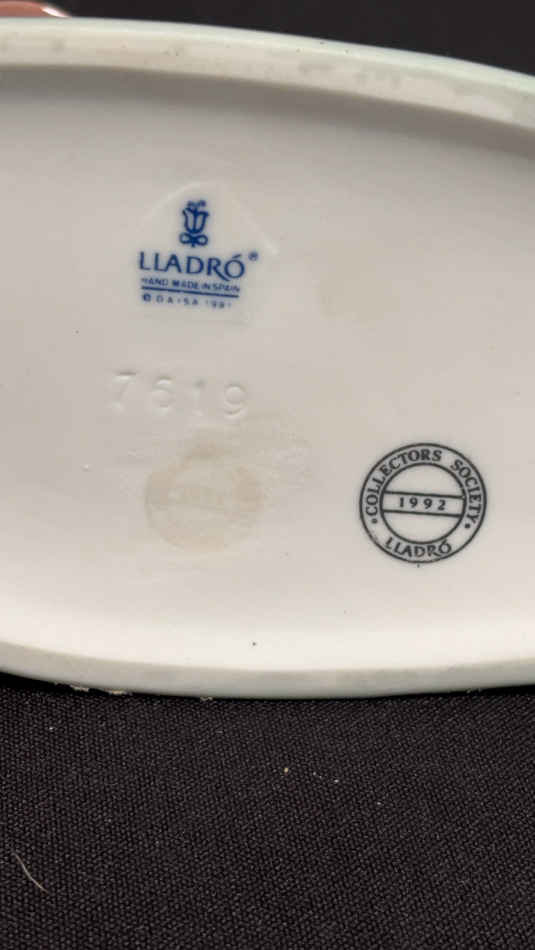 LLADRÓ®
HAND MADE IN SPAIN
© DAISA 1991
7619
COLLECTORS SOCIETY
1992
LLADRÓ